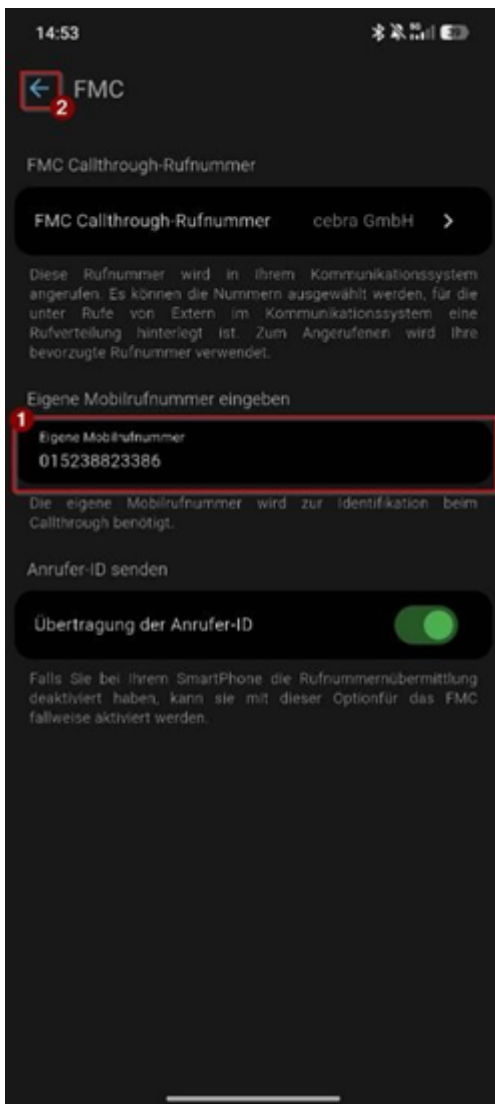 14:53
FMC
2
FMC Callthrough-Rufnummer
FMC Callthrough-Rufnummer cebra GmbH
Diese Rufnummer wird in Ihrem Kommunikationssystem
angerufen. Es können die Nummern ausgewählt werden, für die
unter Rufe von Extern im Kommunikationssystem eine
Rufverteilung hinterlegt ist. Zum Angerufenen wird Ihre
bevorzugte Rufnummer verwendet.
Eigene Mobilrufnummer eingeben
1
Eigene Mobilrufnummer
015238823386
Die eigene Mobilrufnummer wird zur Identifikation beim
Callthrough benötigt.
Anrufer-ID senden
Übertragung der Anrufer-ID
Falls Sie bei Ihrem SmartPhone die Rufnummernübermittlung
deaktiviert haben, kann sie mit dieser Optionfür das FMC
fallweise aktiviert werden.